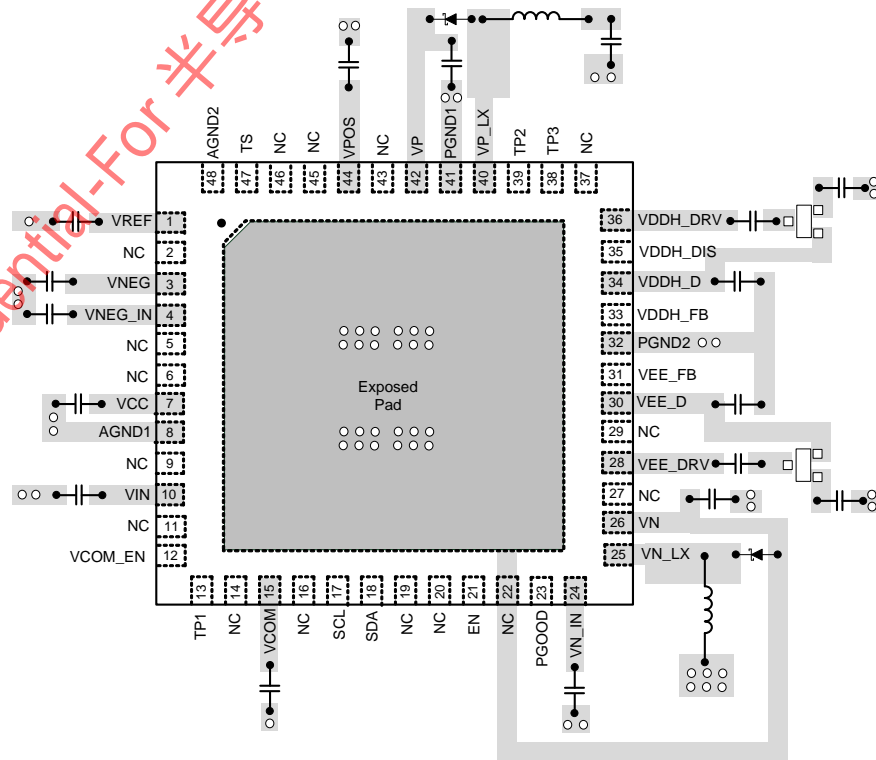 dential-For 半导
AGND2
TS
NC
NC
VPOS
NC
VP
PGND1
VP_LX
TP2
TP3
NC
48
47
46
45
44
43
42
41
40
39
38
37
VREF 1
NC 2
VNEG 3
VNEG_IN 4
NC 5
NC 6
VCC 7
AGND1 8
NC 9
VIN 10
NC 11
VCOM_EN 12
Exposed
Pad
36 VDDH_DRV
35 VDDH_DIS
34 VDDH_D
33 VDDH_FB
32 PGND2
31 VEE_FB
30 VEE_D
29 NC
28 VEE_DRV
27 NC
26 VN
25 VN_LX
13
14
15
16
17
18
19
20
21
22
23
24
TP1
NC
VCOM
NC
SCL
SDA
NC
NC
EN
NC
PGOOD
VN_IN